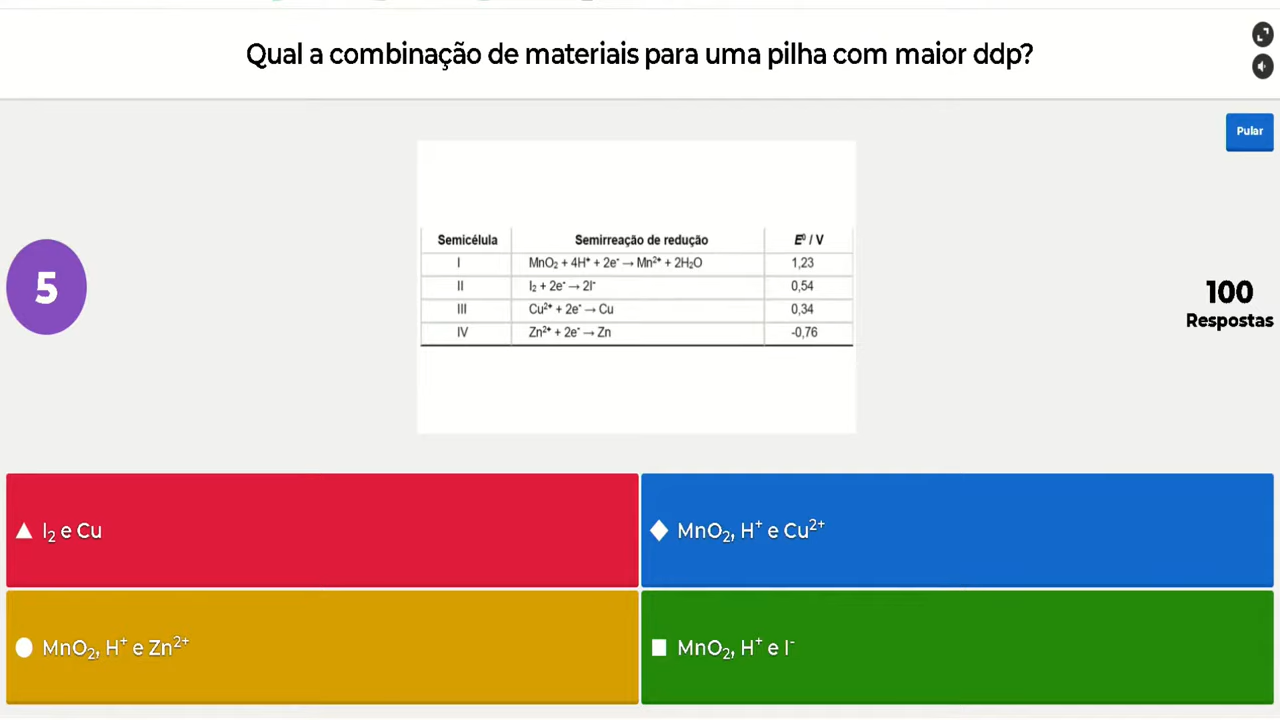 Qual a combinação de materiais para uma pilha com maior ddp?
Pular
5
100
Respostas
Semicélula Semirreação de redução E⁰ / V
I MnO₂ + 4H⁺ + 2e⁻ → Mn²⁺ + 2H₂O 1,23
II I₂ + 2e⁻ → 2I⁻ 0,54
III Cu²⁺ + 2e⁻ → Cu 0,34
IV Zn²⁺ + 2e⁻ → Zn -0,76
I₂ e Cu
MnO₂, H⁺ e Cu²⁺
MnO₂, H⁺ e Zn²⁺
MnO₂, H⁺ e I⁻